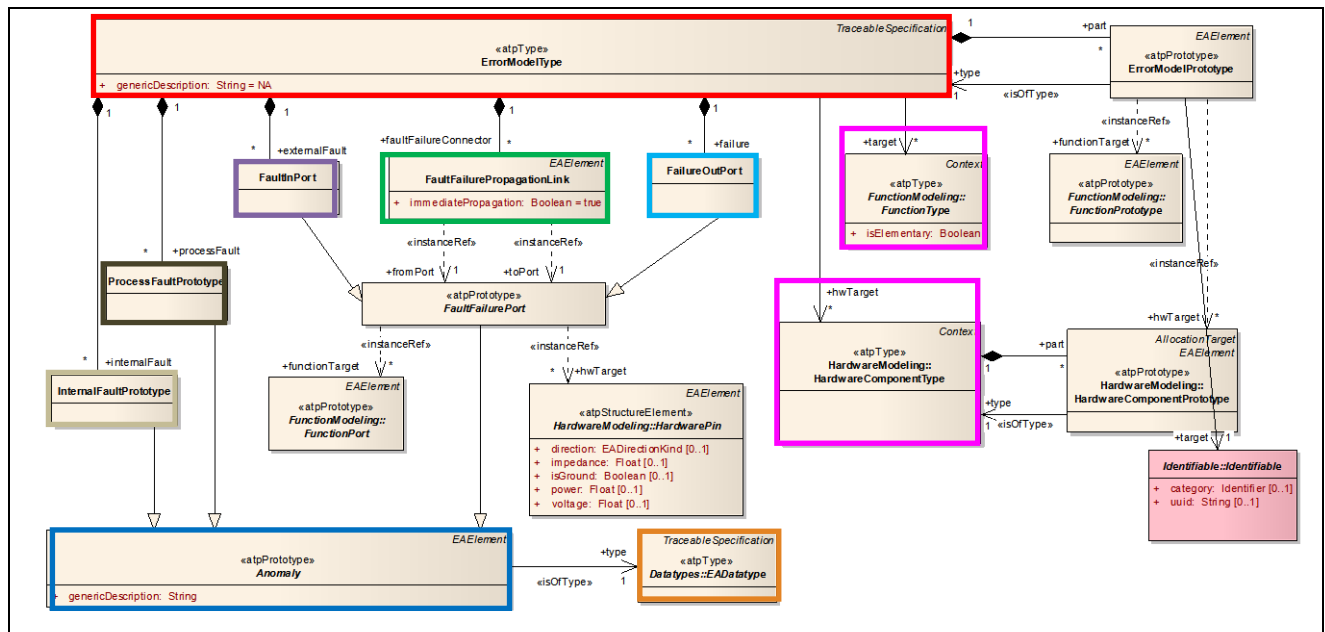 TraceableSpecification
«atpType»
ErrorModelType
+ genericDescription: String = NA
1
+part
*
EAElement
«atpPrototype»
ErrorModelPrototype
+type
1
«isOfType»
1
1
1
1
1
«instanceRef»
+functionTarget
*
+externalFault
*
FaultInPort
+faultFailureConnector
*
EAElement
FaultFailurePropagationLink
+ immediatePropagation: Boolean = true
*
+failure
FailureOutPort
+target
*
Context
«atpType»
FunctionModeling::
FunctionType
+ isElementary: Boolean
EAElement
«atpPrototype»
FunctionModeling::
FunctionPrototype
«instanceRef»
«instanceRef»
+fromPort
1
+toPort
1
«atpPrototype»
FaultFailurePort
*
+processFault
ProcessFaultPrototype
«instanceRef»
+hwTarget
*
+hwTarget
*
Context
«atpType»
HardwareModeling::
HardwareComponentType
+part
1
*
+type
1
«isOfType»
AllocationTarget
EAElement
«atpPrototype»
HardwareModeling::
HardwareComponentPrototype
«instanceRef»
+functionTarget
*
«instanceRef»
*
+hwTarget
*
+internalFault
InternalFaultPrototype
EAElement
«atpPrototype»
FunctionModeling::
FunctionPort
EAElement
«atpStructureElement»
HardwareModeling::HardwarePin
+ direction: EADirectionKind [0..1]
+ impedance: Float [0..1]
+ isGround: Boolean [0..1]
+ power: Float [0..1]
+ voltage: Float [0..1]
+target
1
Identifiable::Identifiable
+ category: Identifier [0..1]
+ uuid: String [0..1]
EAElement
«atpPrototype»
Anomaly
+ genericDescription: String
+type
«isOfType»
1
TraceableSpecification
«atpType»
Datatypes::EADatatype